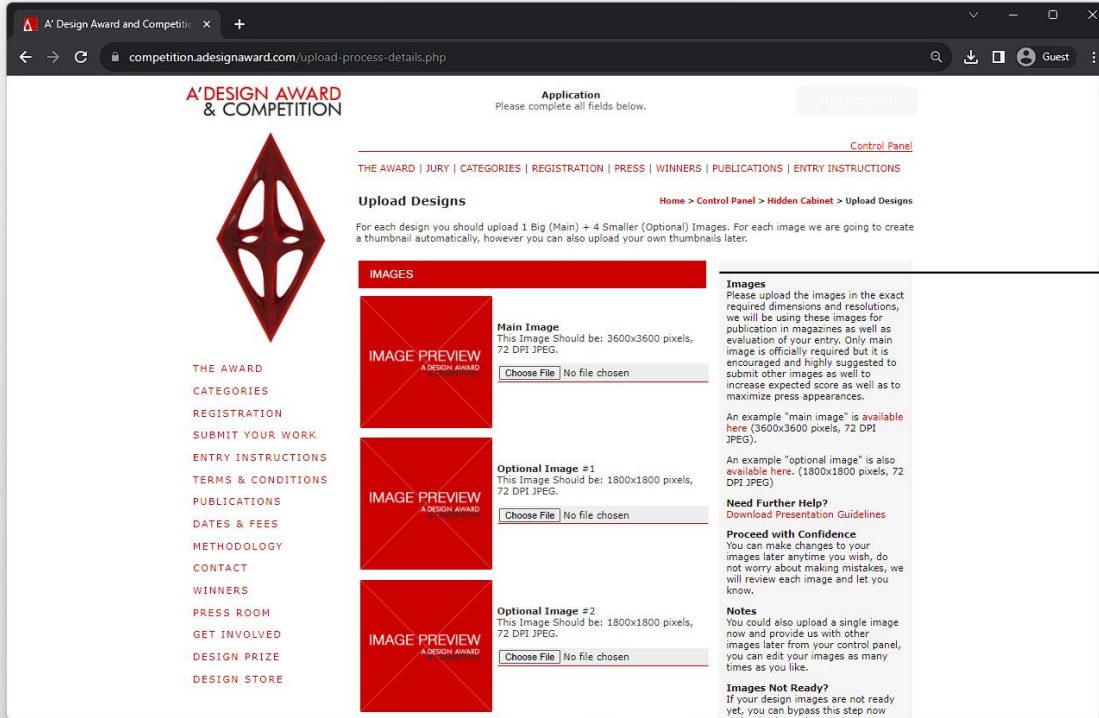 A' Design Award and Competitio
competition.adesignaward.com/upload-process-details.php
Guest
A'DESIGN AWARD
& COMPETITION
Application
Please complete all fields below.
Application
Control Panel
THE AWARD | JURY | CATEGORIES | REGISTRATION | PRESS | WINNERS | PUBLICATIONS | ENTRY INSTRUCTIONS
Upload Designs
Home > Control Panel > Hidden Cabinet > Upload Designs
For each design you should upload 1 Big (Main) + 4 Smaller (Optional) Images. For each image we are going to create
a thumbnail automatically, however you can also upload your own thumbnails later.
THE AWARD
CATEGORIES
REGISTRATION
SUBMIT YOUR WORK
ENTRY INSTRUCTIONS
TERMS & CONDITIONS
PUBLICATIONS
DATES & FEES
METHODOLOGY
CONTACT
WINNERS
PRESS ROOM
GET INVOLVED
DESIGN PRIZE
DESIGN STORE
IMAGES
IMAGE PREVIEW
A DESIGN AWARD
& COMPETITION
Main Image
This Image Should be: 3600x3600 pixels,
72 DPI JPEG.
Choose File No file chosen
IMAGE PREVIEW
A DESIGN AWARD
& COMPETITION
Optional Image #1
This Image Should be: 1800x1800 pixels,
72 DPI JPEG.
Choose File No file chosen
IMAGE PREVIEW
A DESIGN AWARD
& COMPETITION
Optional Image #2
This Image Should be: 1800x1800 pixels,
72 DPI JPEG.
Choose File No file chosen
Images
Please upload the images in the exact
required dimensions and resolutions,
we will be using these images for
publication in magazines as well as
evaluation of your entry. Only main
image is officially required but it is
encouraged and highly suggested to
submit other images as well to
increase expected score as well as to
maximize press appearances.
An example "main image" is available
here (3600x3600 pixels, 72 DPI
JPEG).
An example "optional image" is also
available here. (1800x1800 pixels, 72
DPI JPEG)
Need Further Help?
Download Presentation Guidelines
Proceed with Confidence
You can make changes to your
images later anytime you wish, do
not worry about making mistakes, we
will review each image and let you
know.
Notes
You could also upload a single image
now and provide us with other
images later from your control panel,
you can edit your images as many
times as you like.
Images Not Ready?
If your design images are not ready
yet, you can bypass this step now